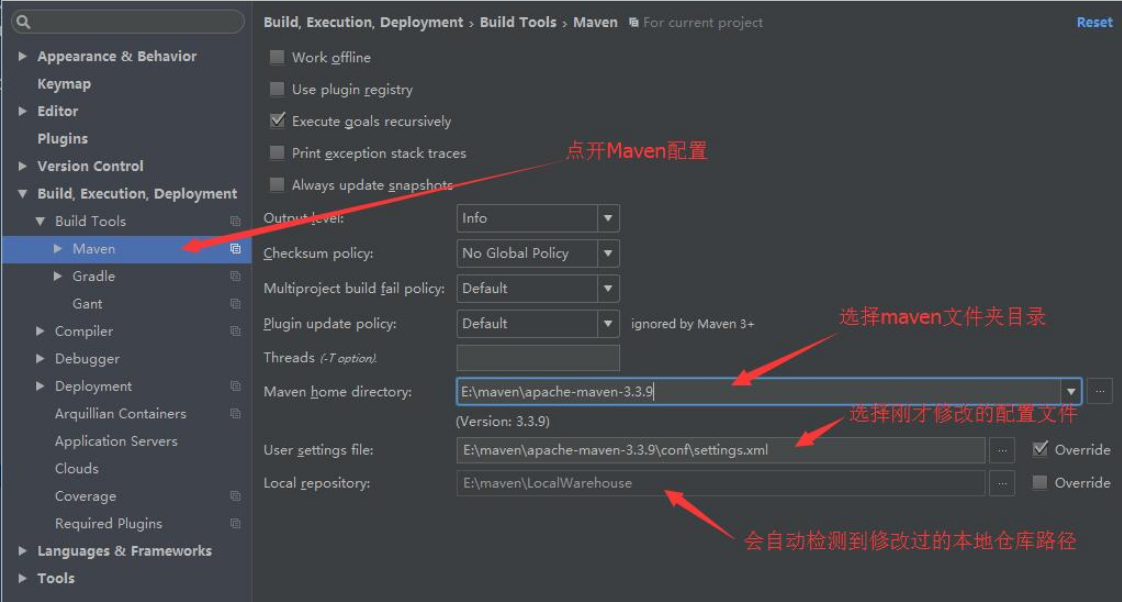 Build, Execution, Deployment › Build Tools › Maven For current project Reset
Appearance & Behavior
Keymap
Editor
Plugins
Version Control
Build, Execution, Deployment
Build Tools
Maven
Gradle
Gant
Compiler
Debugger
Deployment
Arquillian Containers
Application Servers
Clouds
Coverage
Required Plugins
Languages & Frameworks
Tools
Work offline
Use plugin registry
Execute goals recursively
Print exception stack traces
点开Maven配置
Always update snapshots
Output level: Info
Checksum policy: No Global Policy
Multiproject build fail policy: Default
Plugin update policy: Default ignored by Maven 3+
选择maven文件夹目录
Threads (-T option).
Maven home directory: E:\maven\apache-maven-3.3.9 ...
(Version: 3.3.9)
选择刚才修改的配置文件
User settings file: E:\maven\apache-maven-3.3.9\conf\settings.xml ... Override
Local repository: E:\maven\LocalWarehouse ... Override
会自动检测到修改过的本地仓库路径